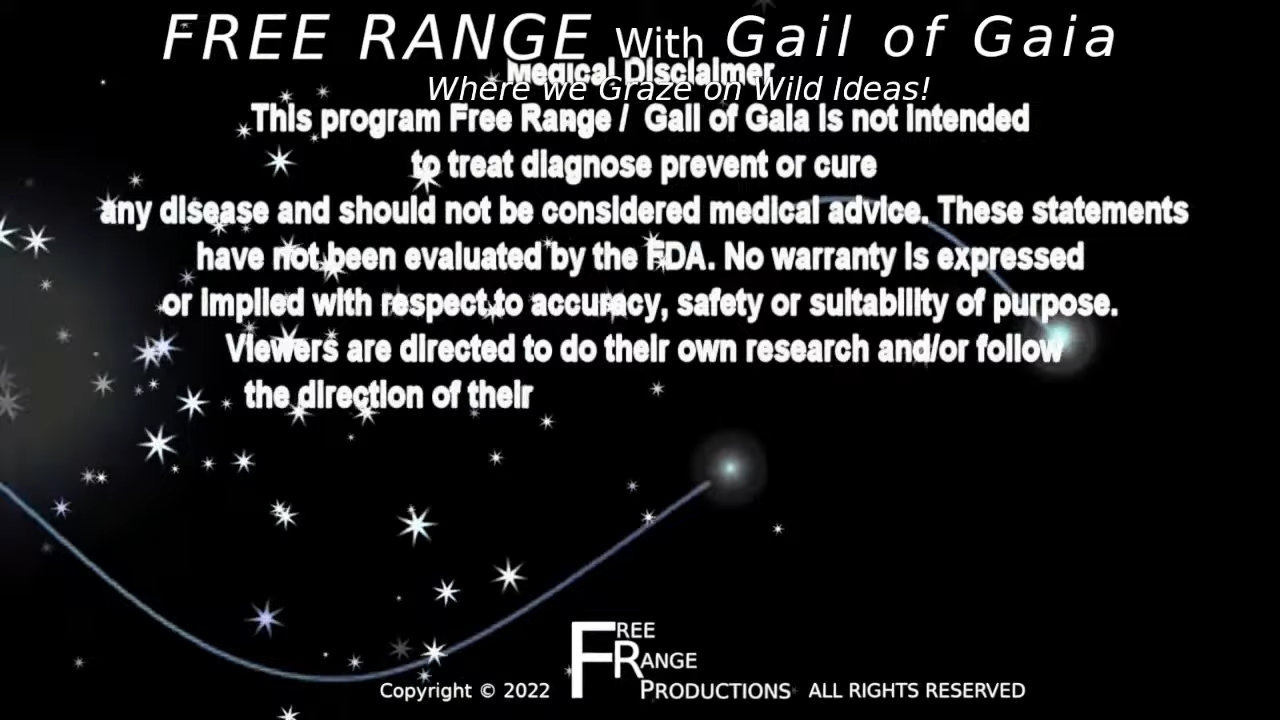 FREE RANGE With Gail of Gaia
Medical Disclaimer
Where we Graze on Wild Ideas!
This program Free Range / Gail of Gaia is not intended
to treat diagnose prevent or cure
any disease and should not be considered medical advice. These statements
have not been evaluated by the FDA. No warranty is expressed
or implied with respect to accuracy, safety or suitability of purpose.
Viewers are directed to do their own research and/or follow
the direction of their
FREE
RANGE
Copyright © 2022 PRODUCTIONS ALL RIGHTS RESERVED